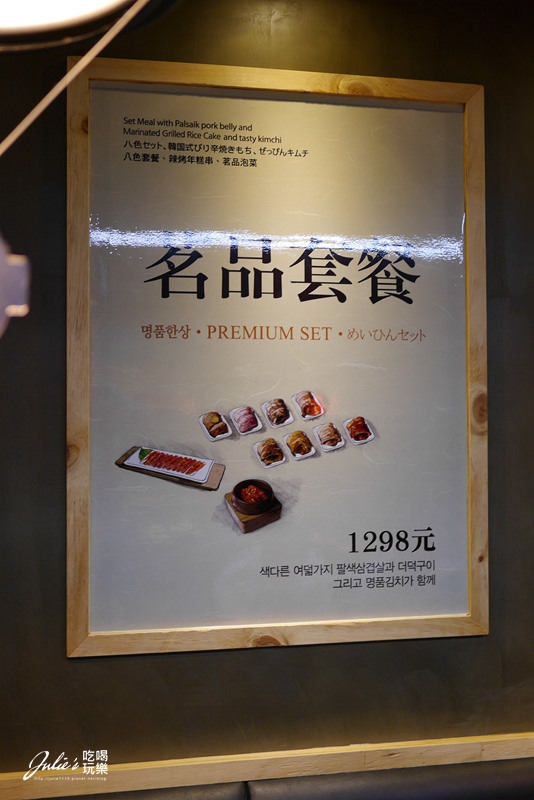 Set Meal with Palsaik pork belly and
Marinated Grilled Rice Cake and tasty kimchi
八色セット、韓国式ぴり辛焼きもち、ぜっぴんキムチ
八色套餐、辣烤年糕串、茗品泡菜
茗品套餐
명품한상・PREMIUM SET・めいひんセット
1298元
색다른 여덟가지 팔색삼겹살과 더덕구이
그리고 명품김치가 함께
Julie's 吃喝
玩樂